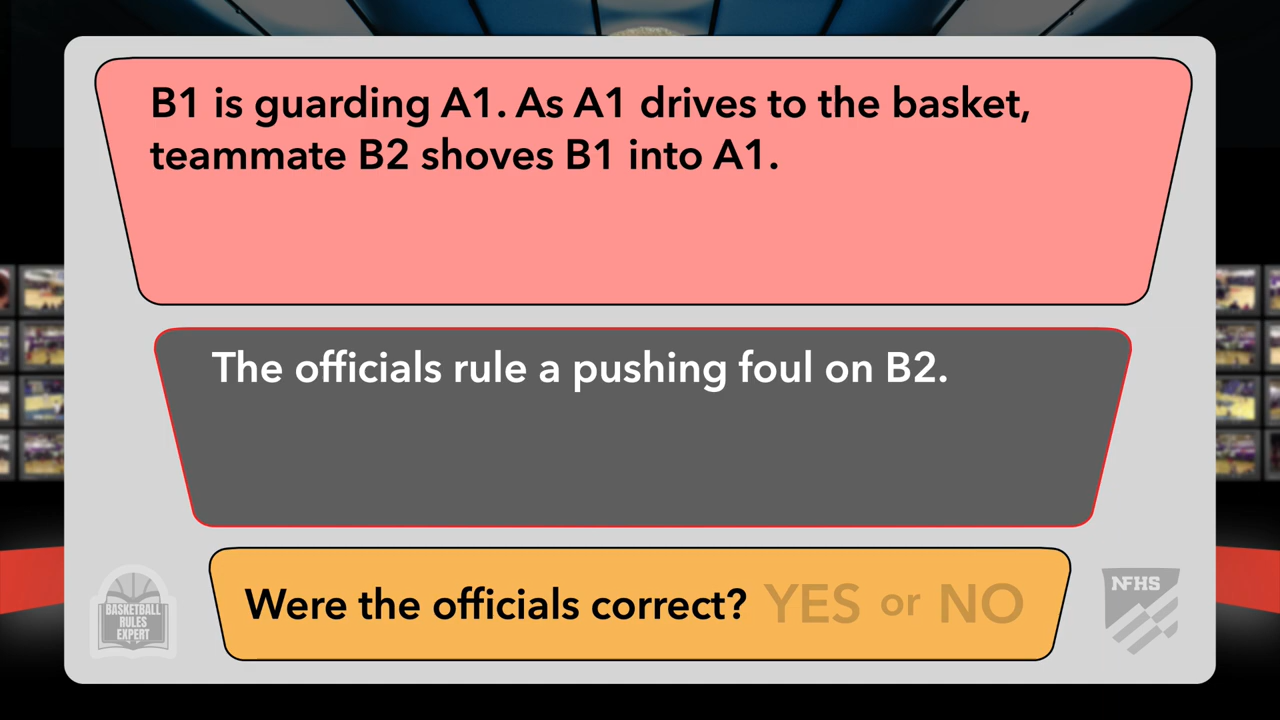 B1 is guarding A1. As A1 drives to the basket,
teammate B2 shoves B1 into A1.
The officials rule a pushing foul on B2.
Were the officials correct? YES or NO
BASKETBALL
RULES
EXPERT
NFHS